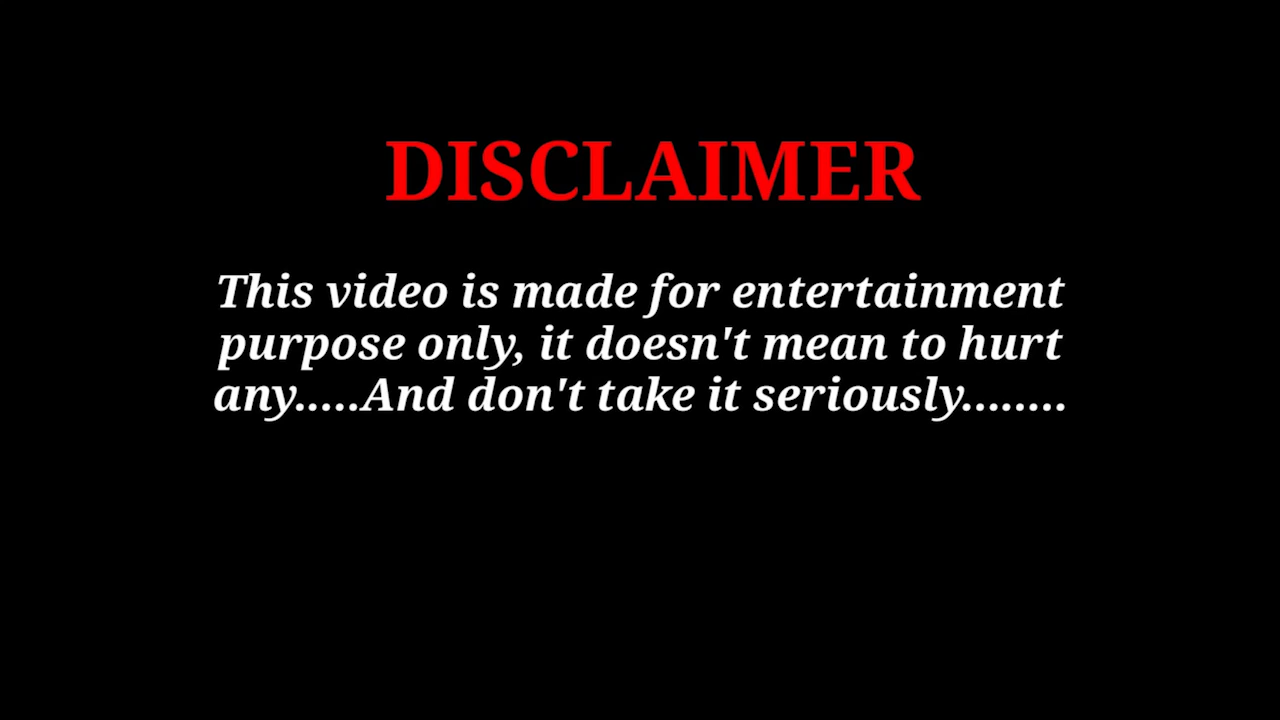 DISCLAIMER
This video is made for entertainment
purpose only, it doesn't mean to hurt
any.....And don't take it seriously........